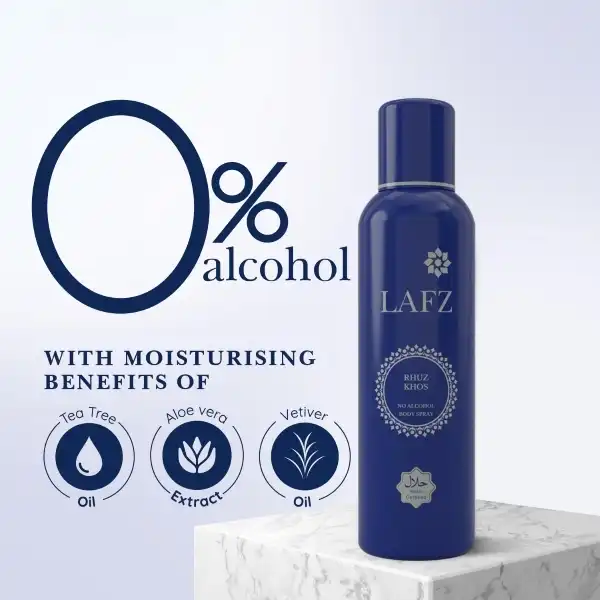 0%
alcohol
WITH MOISTURISING
BENEFITS OF
Tea Tree
Oil
Aloe vera
Extract
Vetiver
Oil
LAFZ
RHUZ
KHOS
NO ALCOHOL
BODY SPRAY
حلال